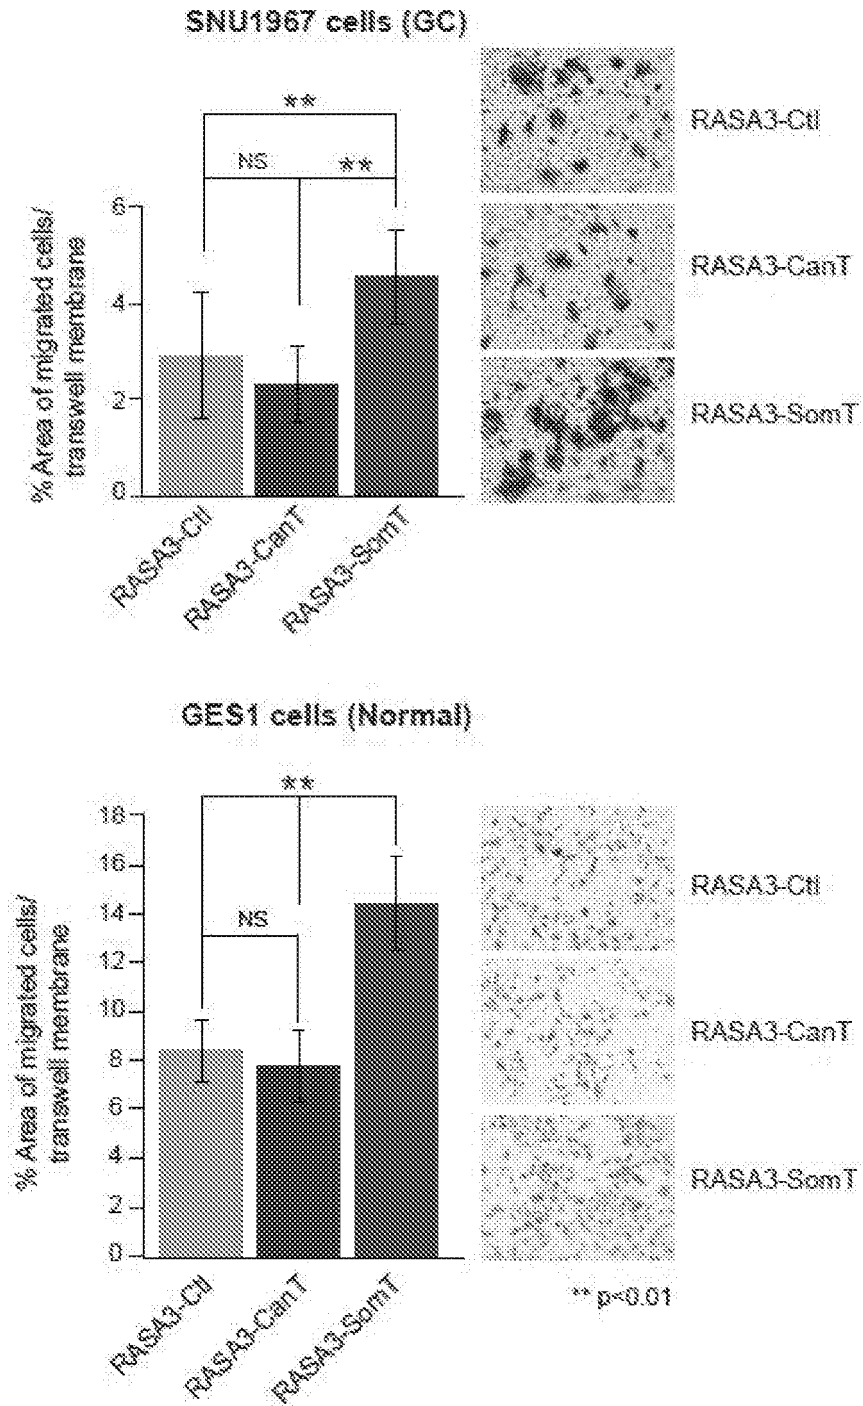 SNU1967 cells (GC)
**
NS
**
% Area of migrated cells/
transwell membrane
6
4
2
0
RASA3-Ctl
RASA3-CanT
RASA3-SomT
RASA3-Ctl
RASA3-CanT
RASA3-SomT
GES1 cells (Normal)
**
NS
% Area of migrated cells/
transwell membrane
18
16
14
12
10
8
6
4
2
0
RASA3-Ctl
RASA3-CanT
RASA3-SomT
RASA3-Ctl
RASA3-CanT
RASA3-SomT
** p<0.01